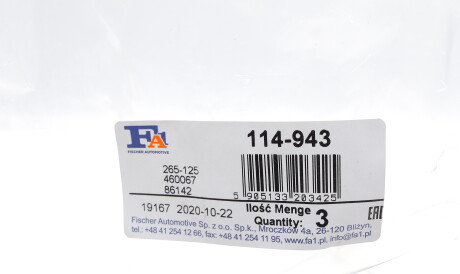 FA
FISCHER AUTOMOTIVE
114-943
265-125
460067
86142
5 905133 203425
19167 2020-10-22
Ilość Menge
Quantity: 3
EAC
Fischer Automotive Sp. z o.o. Sp.k., Mroczków 4a, 26-120 Bliżyn,
tel. +48 41 254 12 66, fax +48 41 254 11 95, www.fa1.pl, info@fa1.pl